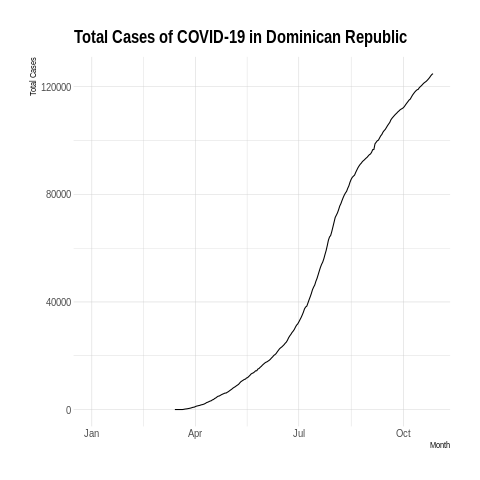 Total Cases of COVID-19 in Dominican Republic
Total Cases
120000
80000
40000
0
Jan Apr Jul Oct
Month